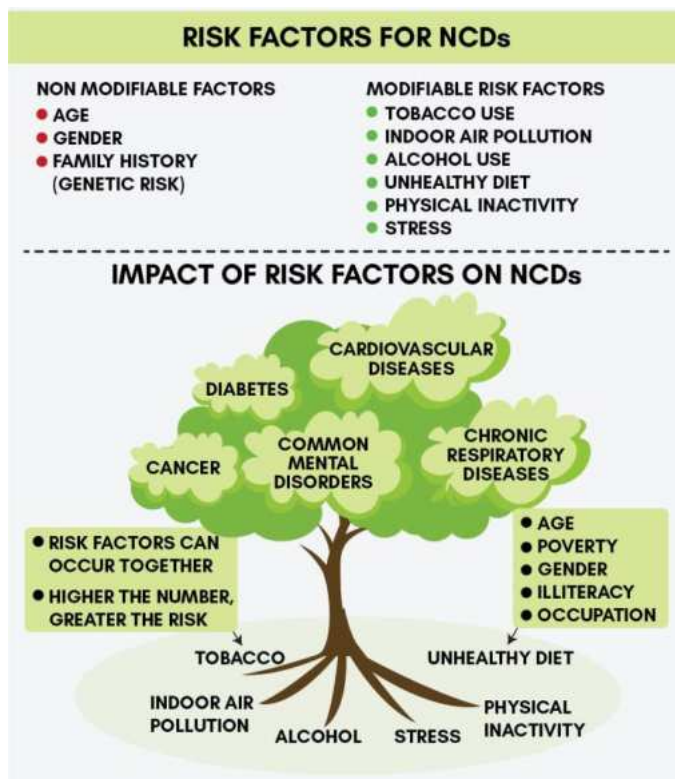 RISK FACTORS FOR NCDs
NON MODIFIABLE FACTORS
AGE
GENDER
FAMILY HISTORY
(GENETIC RISK)
MODIFIABLE RISK FACTORS
TOBACCO USE
INDOOR AIR POLLUTION
ALCOHOL USE
UNHEALTHY DIET
PHYSICAL INACTIVITY
STRESS
IMPACT OF RISK FACTORS ON NCDs
CARDIOVASCULAR
DISEASES
DIABETES
COMMON
MENTAL
DISORDERS
CHRONIC
RESPIRATORY
DISEASES
CANCER
RISK FACTORS CAN
OCCUR TOGETHER
HIGHER THE NUMBER,
GREATER THE RISK
AGE
POVERTY
GENDER
ILLITERACY
OCCUPATION
TOBACCO
UNHEALTHY DIET
INDOOR AIR
POLLUTION
ALCOHOL
STRESS
PHYSICAL
INACTIVITY